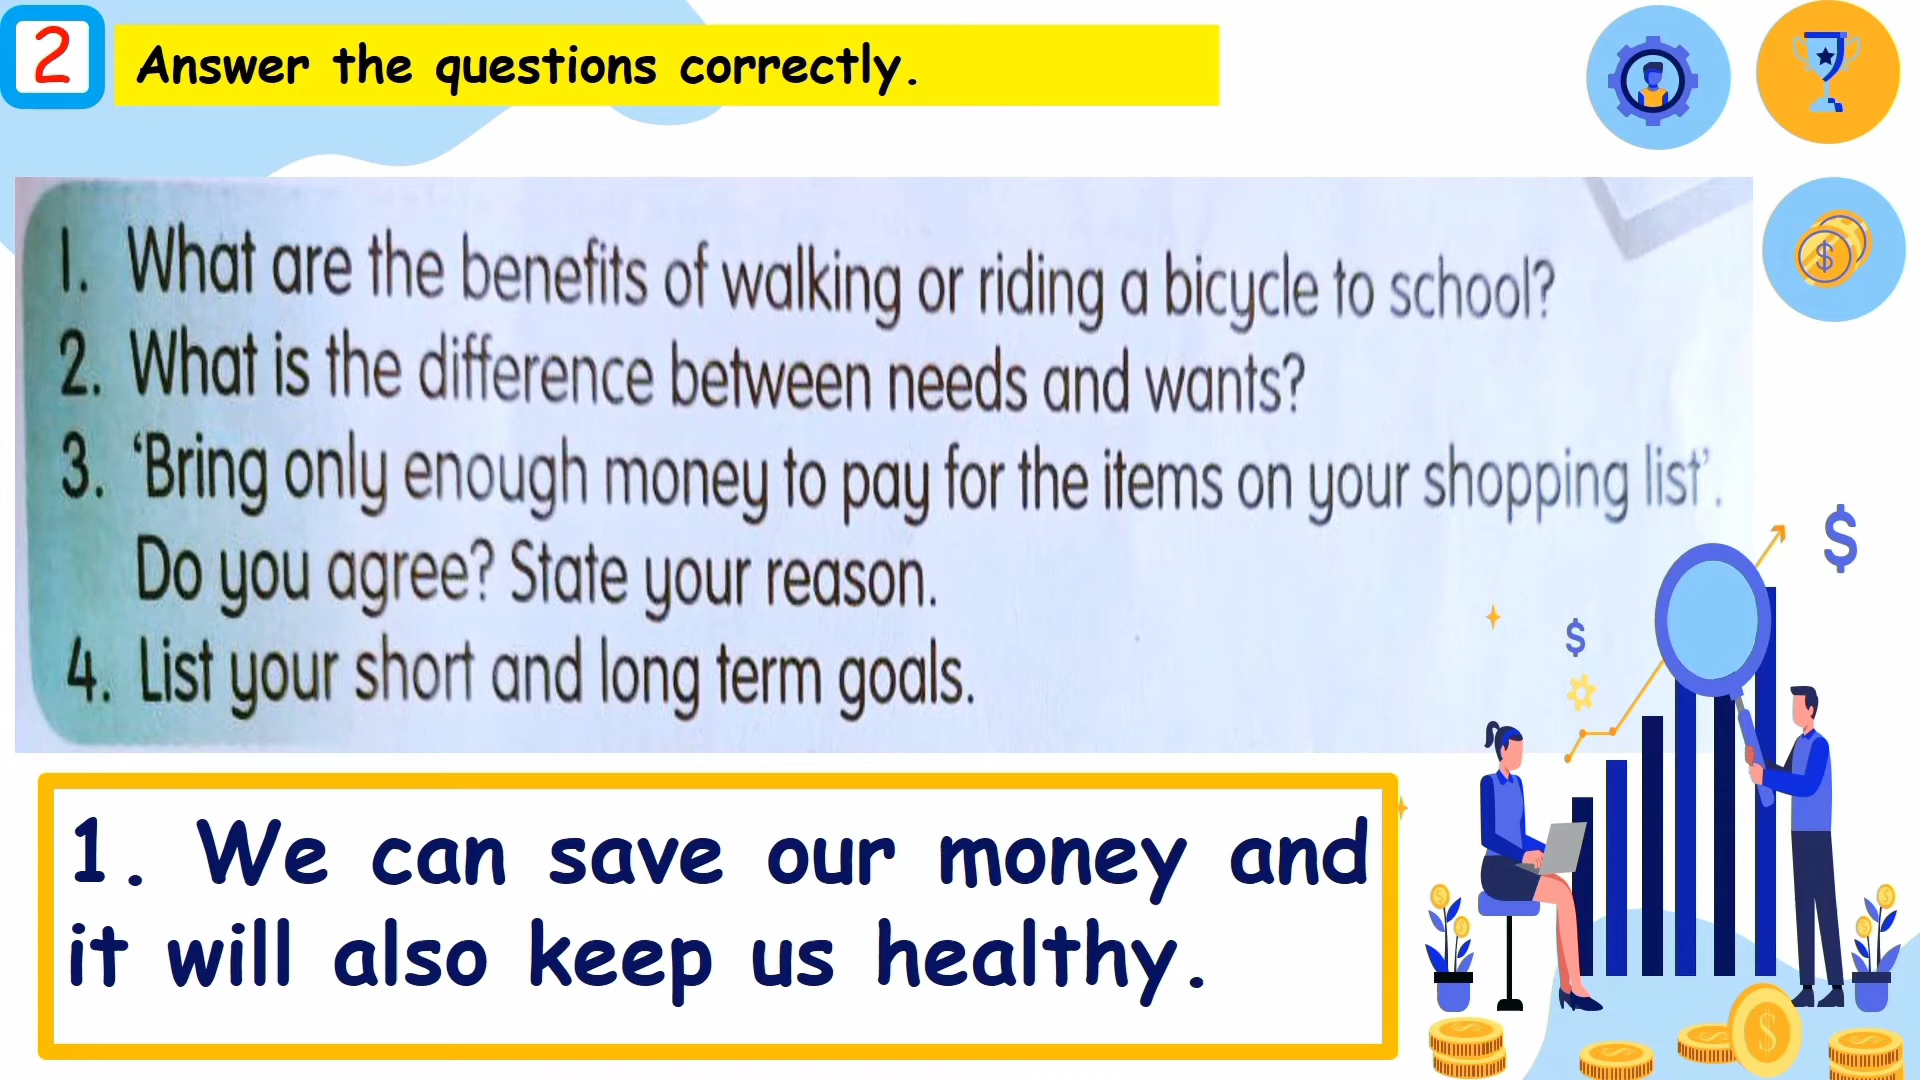 2
Answer the questions correctly.
1. What are the benefits of walking or riding a bicycle to school?
2. What is the difference between needs and wants?
3. ‘Bring only enough money to pay for the items on your shopping list’.
Do you agree? State your reason.
4. List your short and long term goals.
1. We can save our money and
it will also keep us healthy.